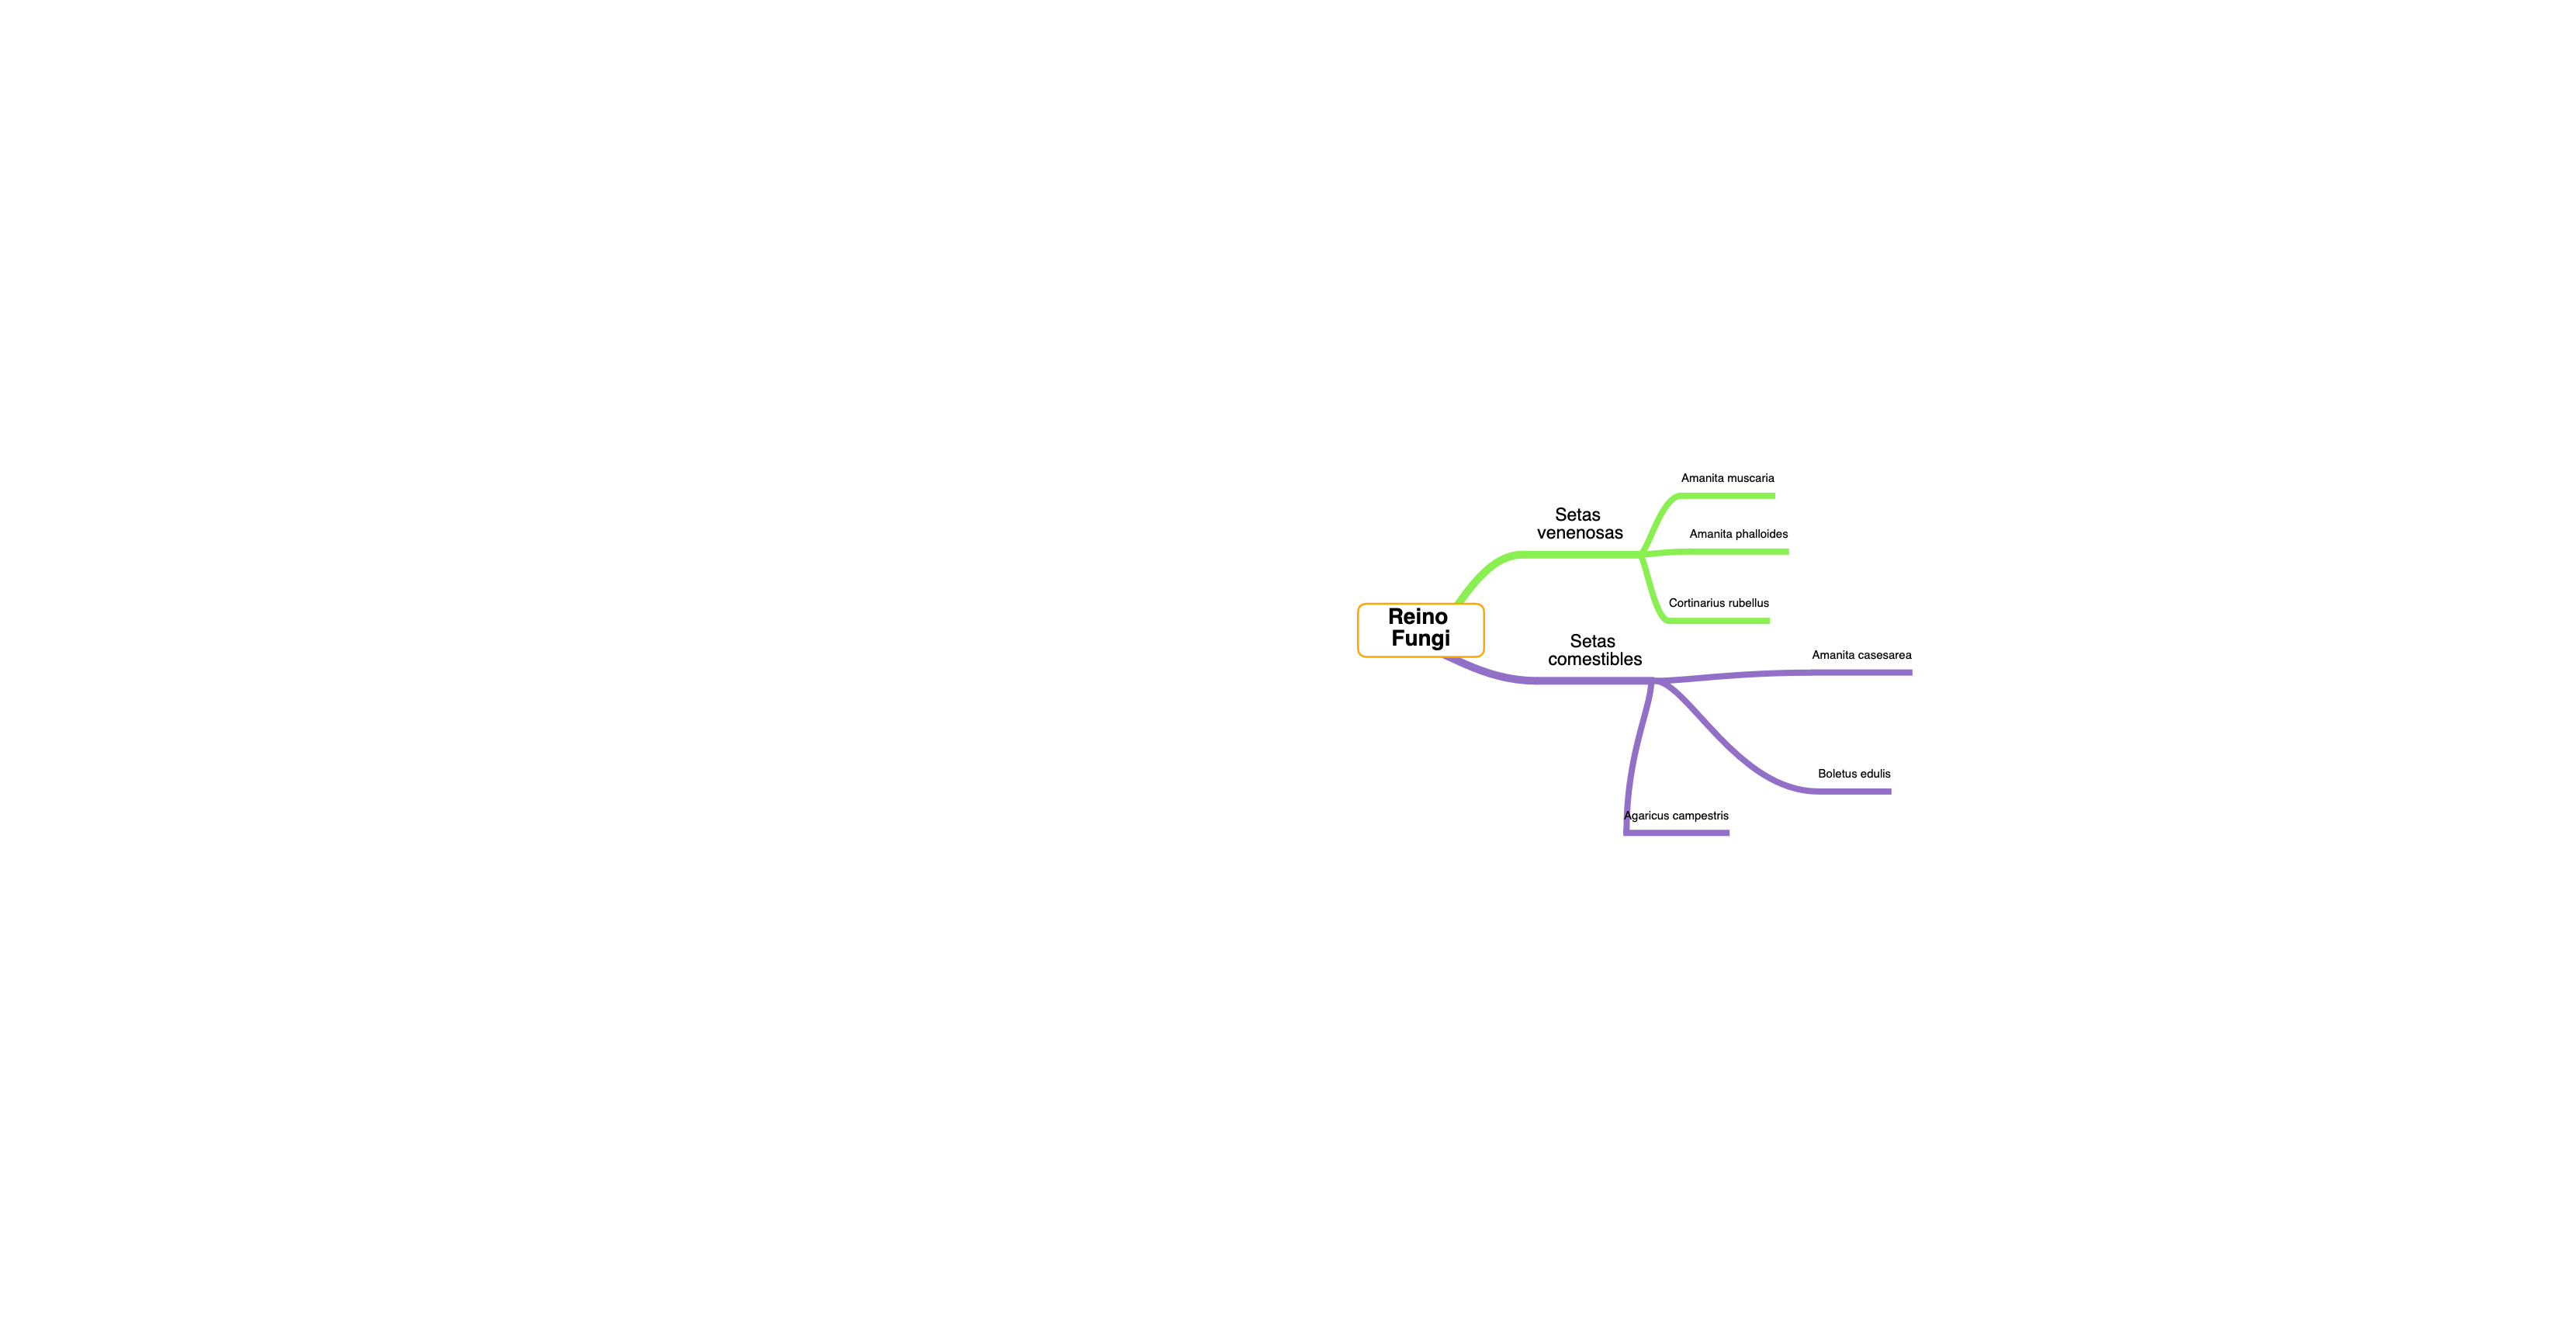 Reino
Fungi
Setas
venenosas
Amanita muscaria
Amanita phalloides
Cortinarius rubellus
Setas
comestibles
Amanita casesarea
Boletus edulis
Agaricus campestris